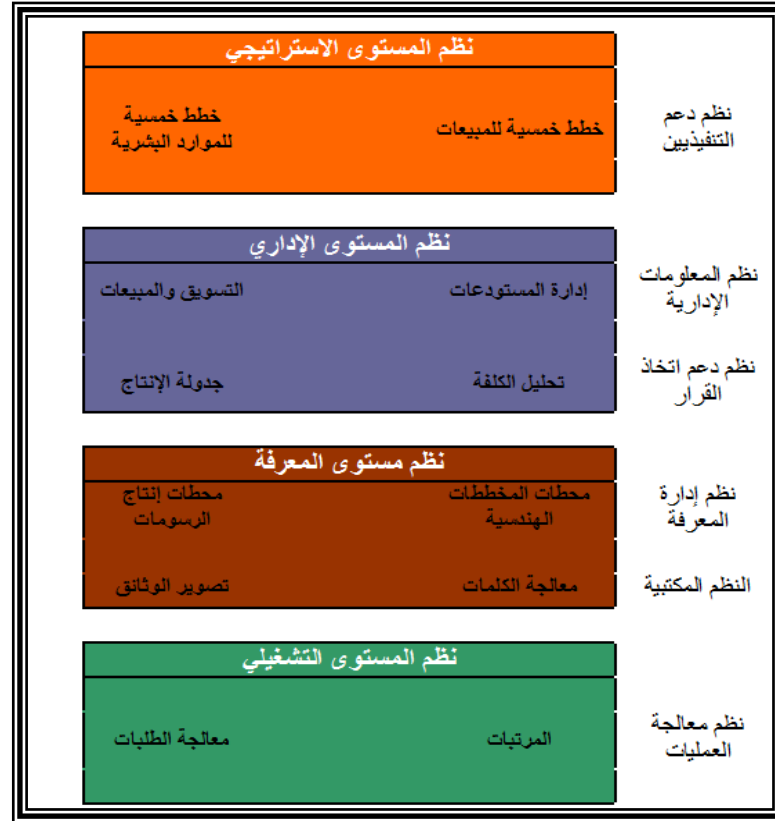 نظم المستوى الاستراتيجي
نظم دعم
التنفيذيين
خطط خمسية للمبيعات
خطط خمسية
للموارد البشرية
نظم المستوى الإداري
نظم المعلومات
الإدارية
إدارة المستودعات
التسويق والمبيعات
نظم دعم اتخاذ
القرار
تحليل الكلفة
جدولة الإنتاج
نظم مستوى المعرفة
نظم إدارة
المعرفة
محطات المخططات
الهندسية
محطات إنتاج
الرسومات
النظم المكتبية
معالجة الكلمات
تصوير الوثائق
نظم المستوى التشغيلي
نظم معالجة
العمليات
المرتبات
معالجة الطلبات